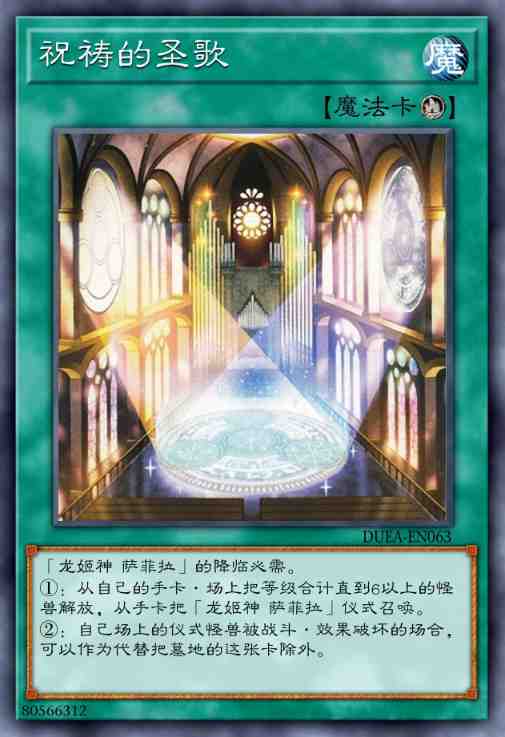 祝祷的圣歌
魔
【魔法卡】
DUEA-EN063
「龙姬神 萨菲拉」的降临必需。
①：从自己的手卡·场上把等级合计直到6以上的怪
兽解放，从手卡把「龙姬神 萨菲拉」仪式召唤。
②：自己场上的仪式怪兽被战斗·效果破坏的场合，
可以作为代替把墓地的这张卡除外。
80566312